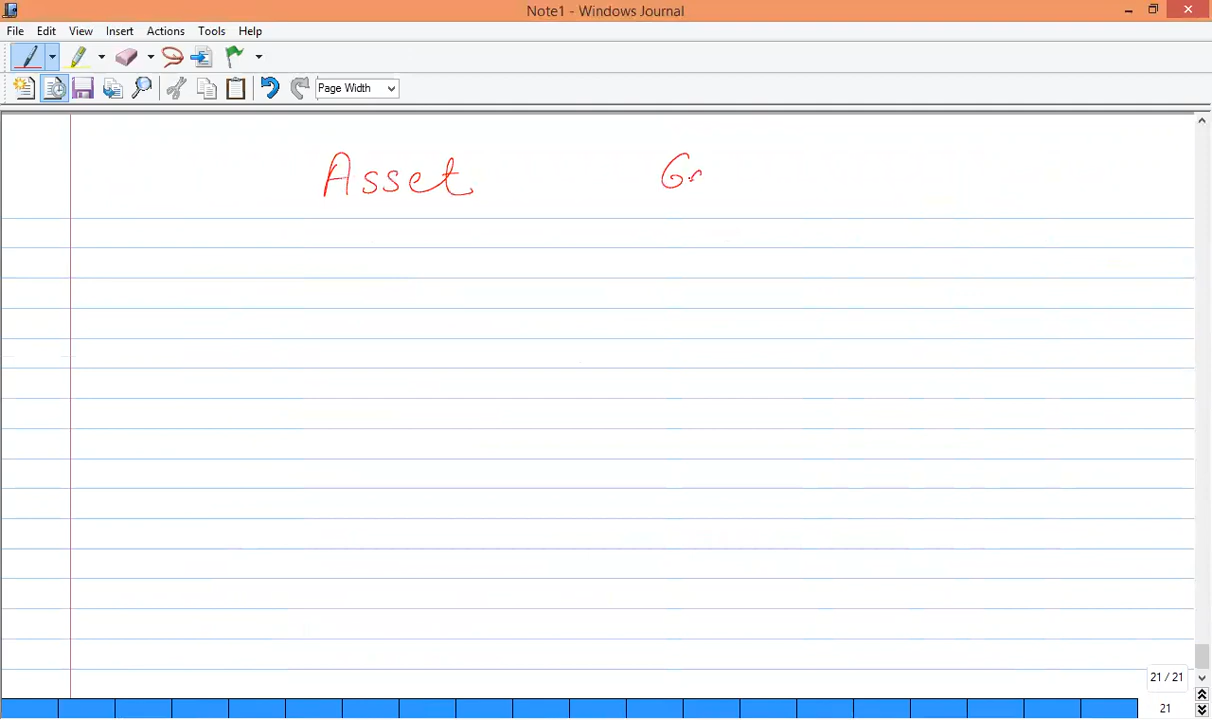 Note1 - Windows Journal
File Edit View Insert Actions Tools Help
Page Width
Asset
21 / 21
21